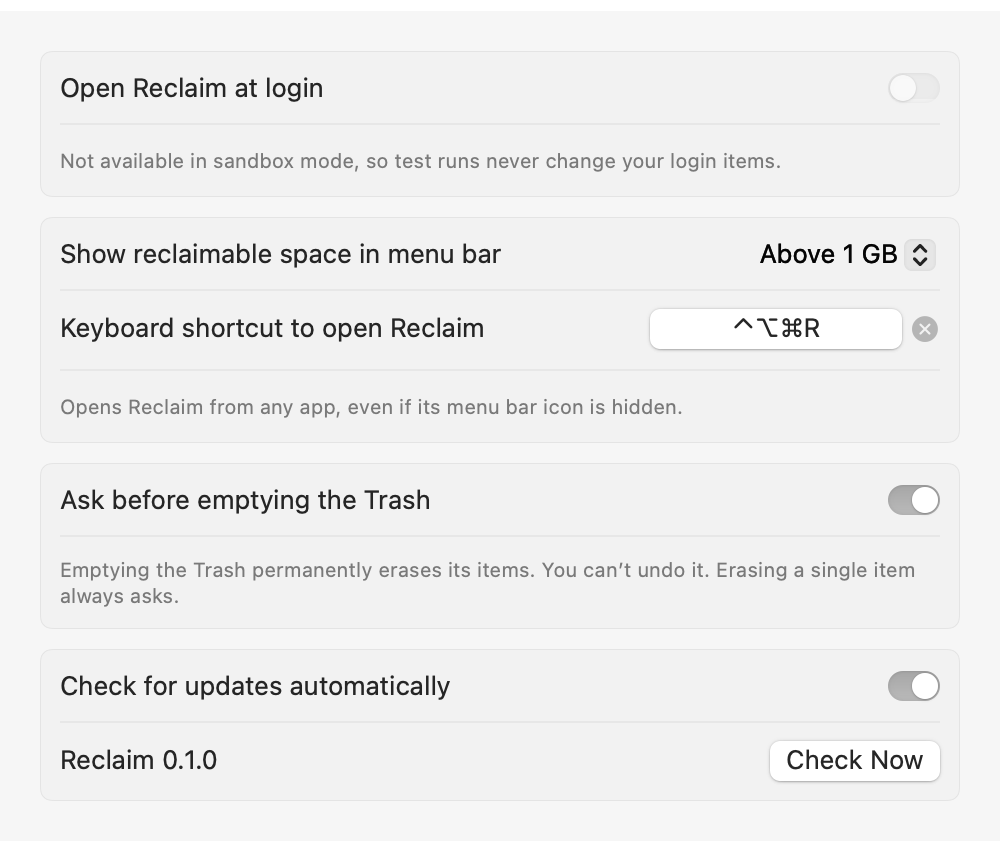 Open Reclaim at login
Not available in sandbox mode, so test runs never change your login items.
Show reclaimable space in menu bar
Above 1 GB
Keyboard shortcut to open Reclaim
^⌥⌘R
Opens Reclaim from any app, even if its menu bar icon is hidden.
Ask before emptying the Trash
Emptying the Trash permanently erases its items. You can’t undo it. Erasing a single item
always asks.
Check for updates automatically
Reclaim 0.1.0
Check Now